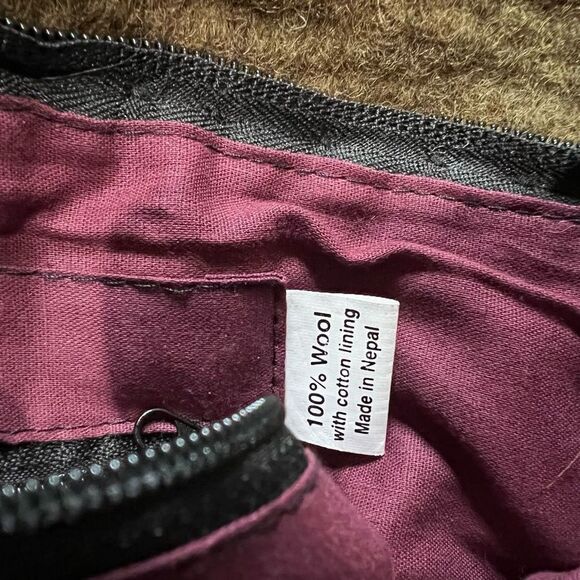 100% Wool
with cotton lining
Made in Nepal